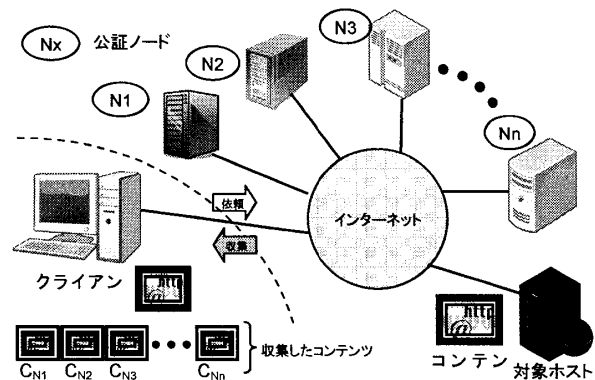 Nx 公証ノード
N1
N2
N3
Nn
依頼
収集
インターネット
クライアン
http
@
http
@
コンテン
対象ホスト
CN1 CN2 CN3 CNn
収集したコンテンツ